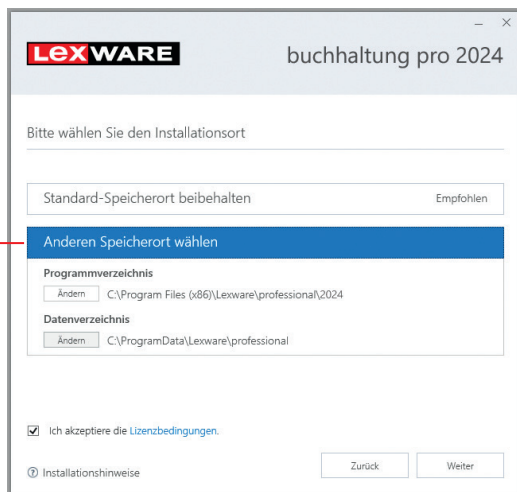 LEXWARE
buchhaltung pro 2024
Bitte wählen Sie den Installationsort
Standard-Speicherort beibehalten Empfohlen
Anderen Speicherort wählen
Programmverzeichnis
Ändern C:\Program Files (x86)\Lexware\professional\2024
Datenverzeichnis
Ändern C:\ProgramData\Lexware\professional
Ich akzeptiere die Lizenzbedingungen.
Installationshinweise Zurück Weiter